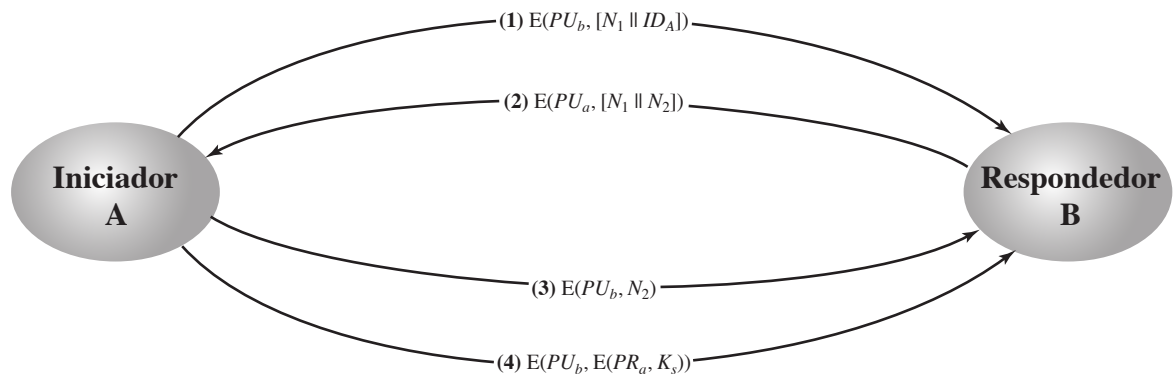 (1) E(PU_b, [N_1 || ID_A])
(2) E(PU_a, [N_1 || N_2])
Iniciador
A
Respondedor
B
(3) E(PU_b, N_2)
(4) E(PU_b, E(PR_a, K_s))